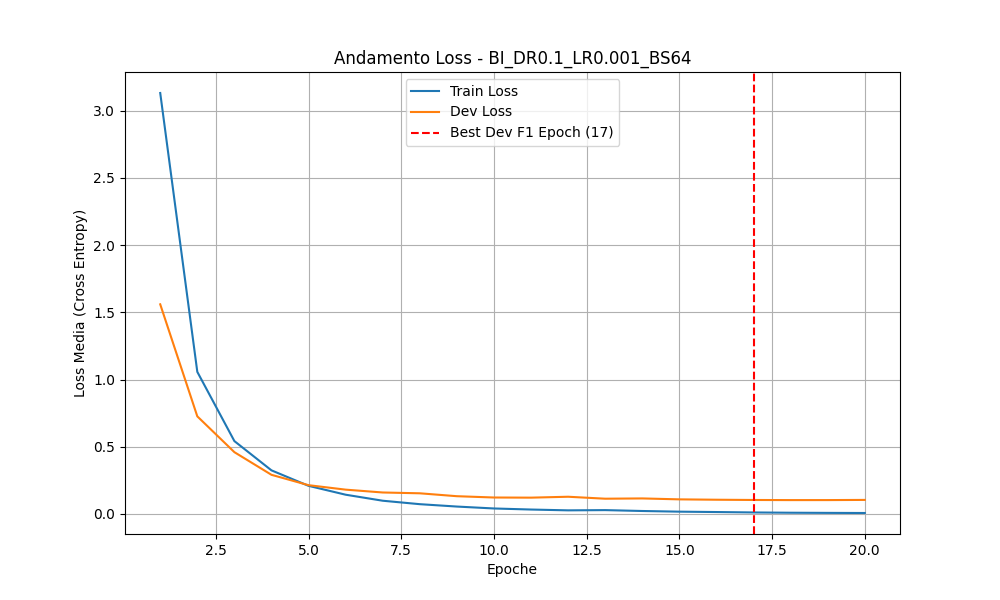 Andamento Loss - BI_DR0.1_LR0.001_BS64
Train Loss
Dev Loss
Best Dev F1 Epoch (17)
Loss Media (Cross Entropy)
3.0
2.5
2.0
1.5
1.0
0.5
0.0
2.5 5.0 7.5 10.0 12.5 15.0 17.5 20.0
Epoche